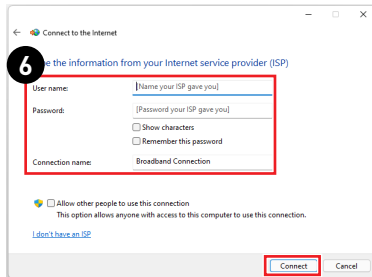 Connect to the Internet
6
e the information from your Internet service provider (ISP)
User name:
[Name your ISP gave you]
Password:
[Password your ISP gave you]
Show characters
Remember this password
Connection name:
Broadband Connection
Allow other people to use this connection
This option allows anyone with access to this computer to use this connection.
I don't have an ISP
Connect
Cancel